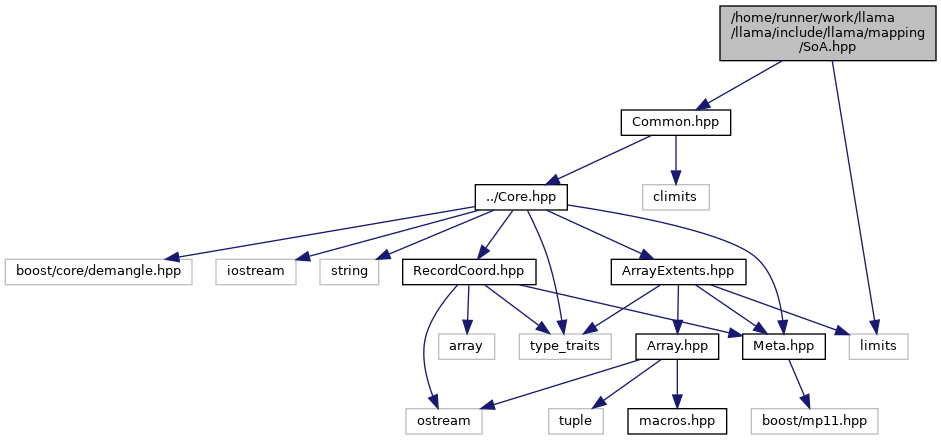 /home/runner/work/llama
/llama/include/llama/mapping
/SoA.hpp
Common.hpp
../Core.hpp
climits
boost/core/demangle.hpp
iostream
string
RecordCoord.hpp
ArrayExtents.hpp
array
type_traits
Array.hpp
Meta.hpp
limits
ostream
tuple
macros.hpp
boost/mp11.hpp